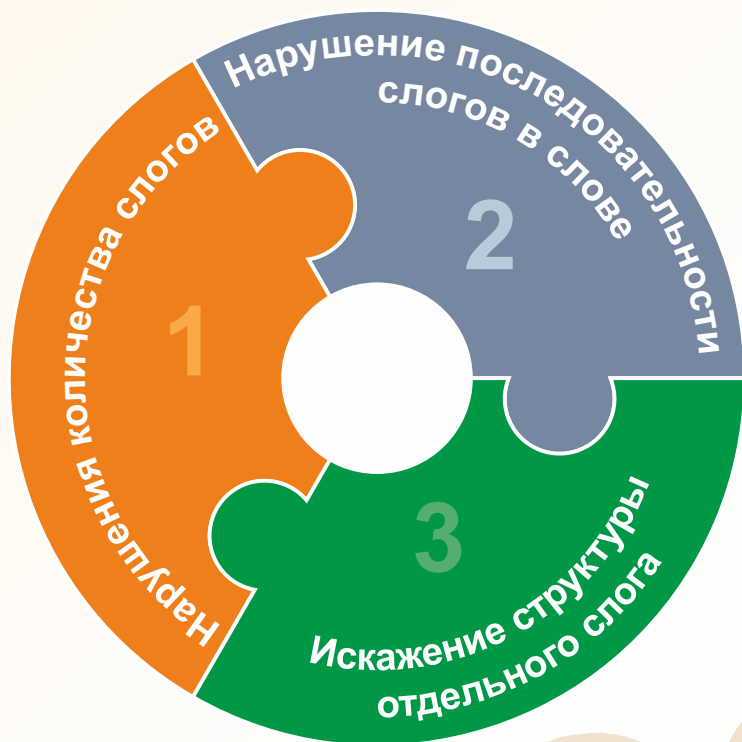 1
Нарушения количества слогов
2
Нарушение последовательности
слогов в слове
3
Искажение структуры
отдельного слога